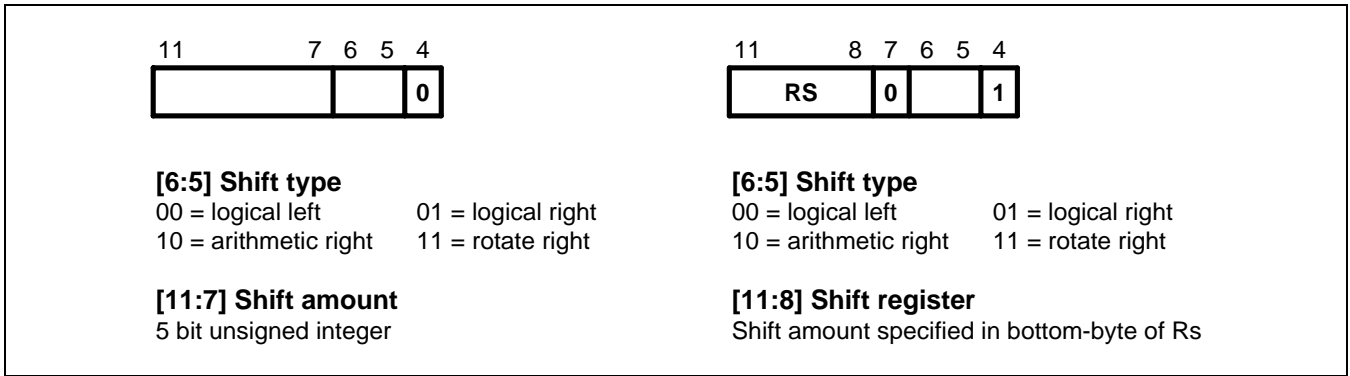 11 7 6 5 4
0
[6:5] Shift type
00 = logical left 01 = logical right
10 = arithmetic right 11 = rotate right
[11:7] Shift amount
5 bit unsigned integer
11 8 7 6 5 4
RS 0 1
[6:5] Shift type
00 = logical left 01 = logical right
10 = arithmetic right 11 = rotate right
[11:8] Shift register
Shift amount specified in bottom-byte of Rs